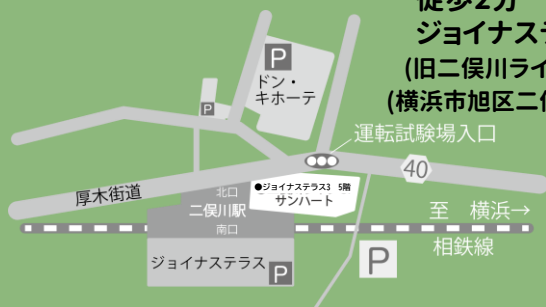 徒歩2分
ジョイナステ
(旧二俣川ライ
(横浜市旭区二
P
ドン・
キホーテ
P
運転試験場入口
40
厚木街道
北口
●ジョイナステラス3 5階
サンハート
二俣川駅
南口
至 横浜→
相鉄線
ジョイナステラス
P
P